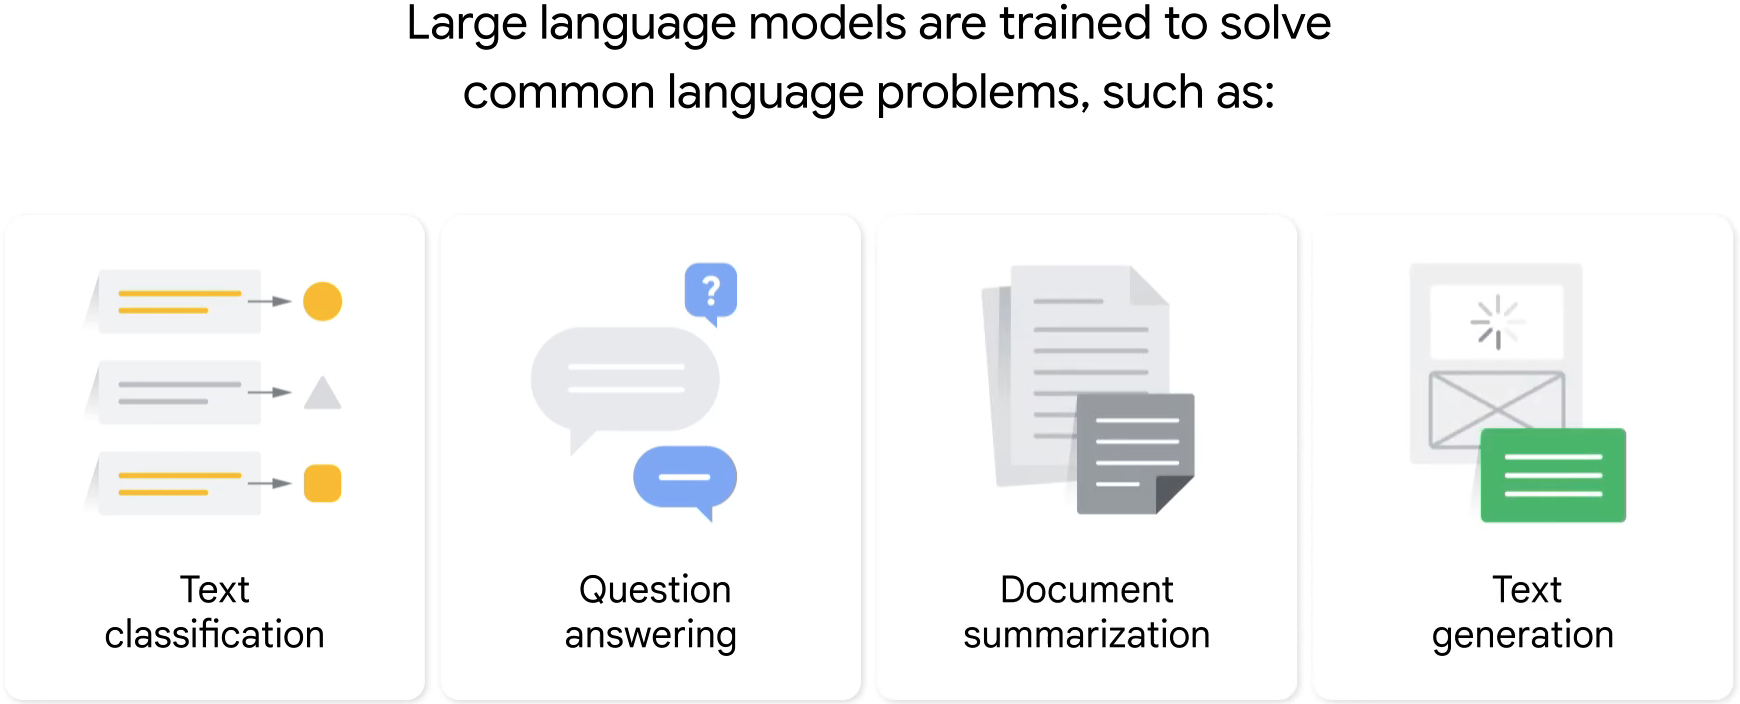 Large language models are trained to solve
common language problems, such as:
?
Text
classification
Question
answering
Document
summarization
Text
generation